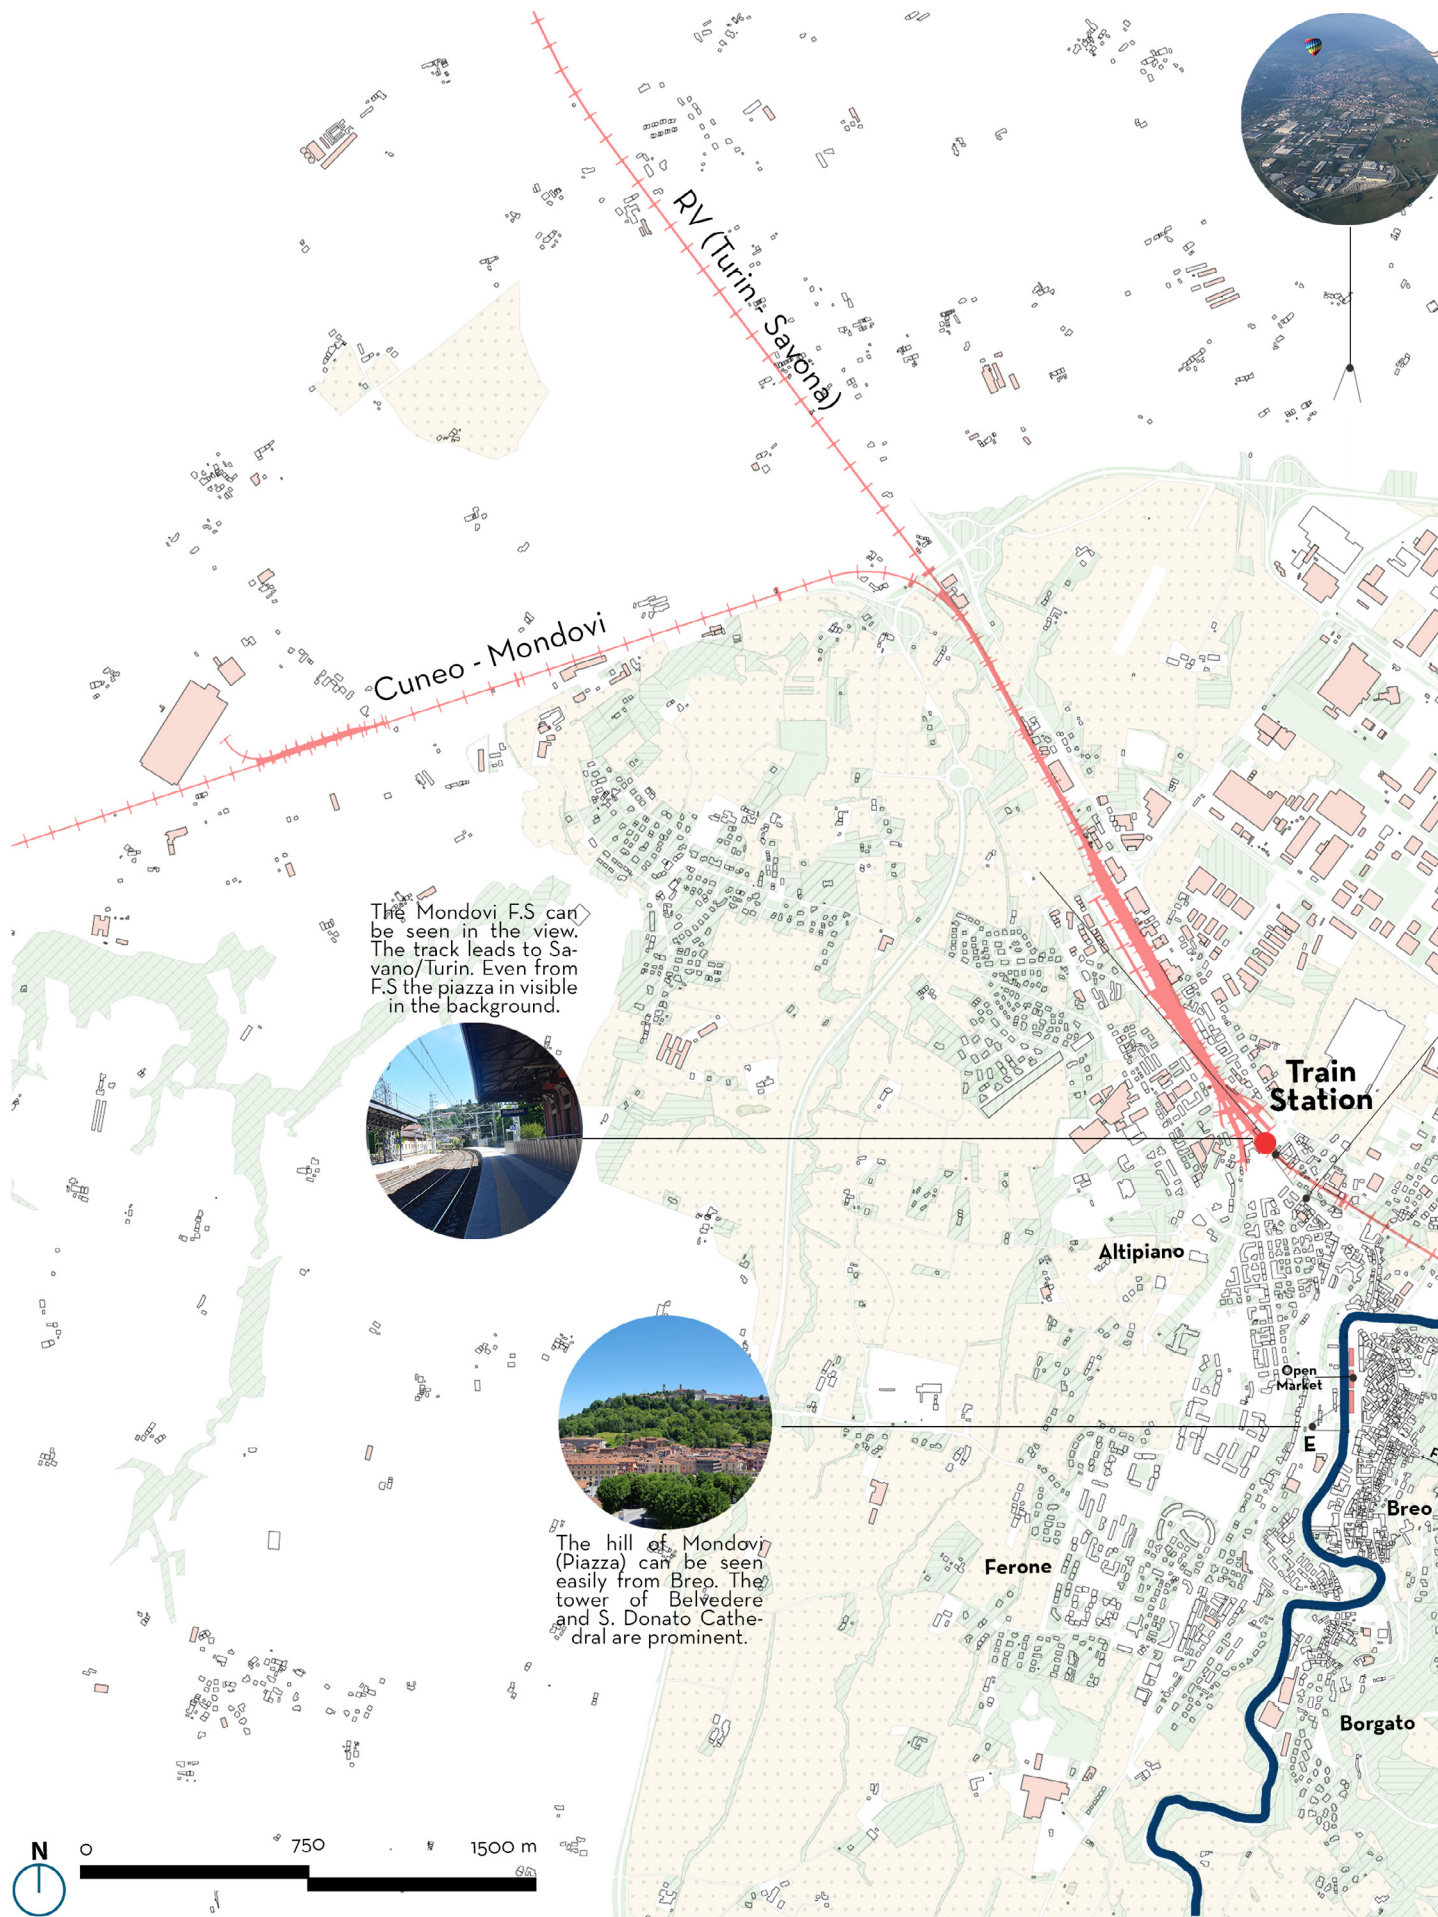 RV (Turin - Savona)
Cuneo - Mondovi
The Mondovi F.S can
be seen in the view.
The track leads to Sa-
vano/Turin. Even from
F.S the piazza in visible
in the background.
Mondovì
Train
Station
Altipiano
Open
Market
E
F
Breo
The hill of Mondovi
(Piazza) can be seen
easily from Breo. The
tower of Belvedere
and S. Donato Cathe-
dral are prominent.
Ferone
Borgato
N
0 750 1500 m